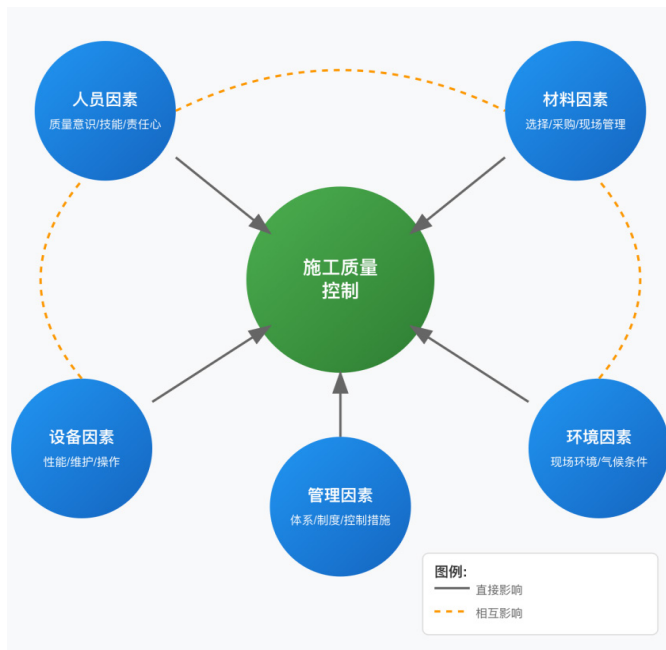 人员因素
质量意识/技能/责任心
材料因素
选择/采购/现场管理
施工质量
控制
设备因素
性能/维护/操作
管理因素
体系/制度/控制措施
环境因素
现场环境/气候条件
图例:
直接影响
相互影响